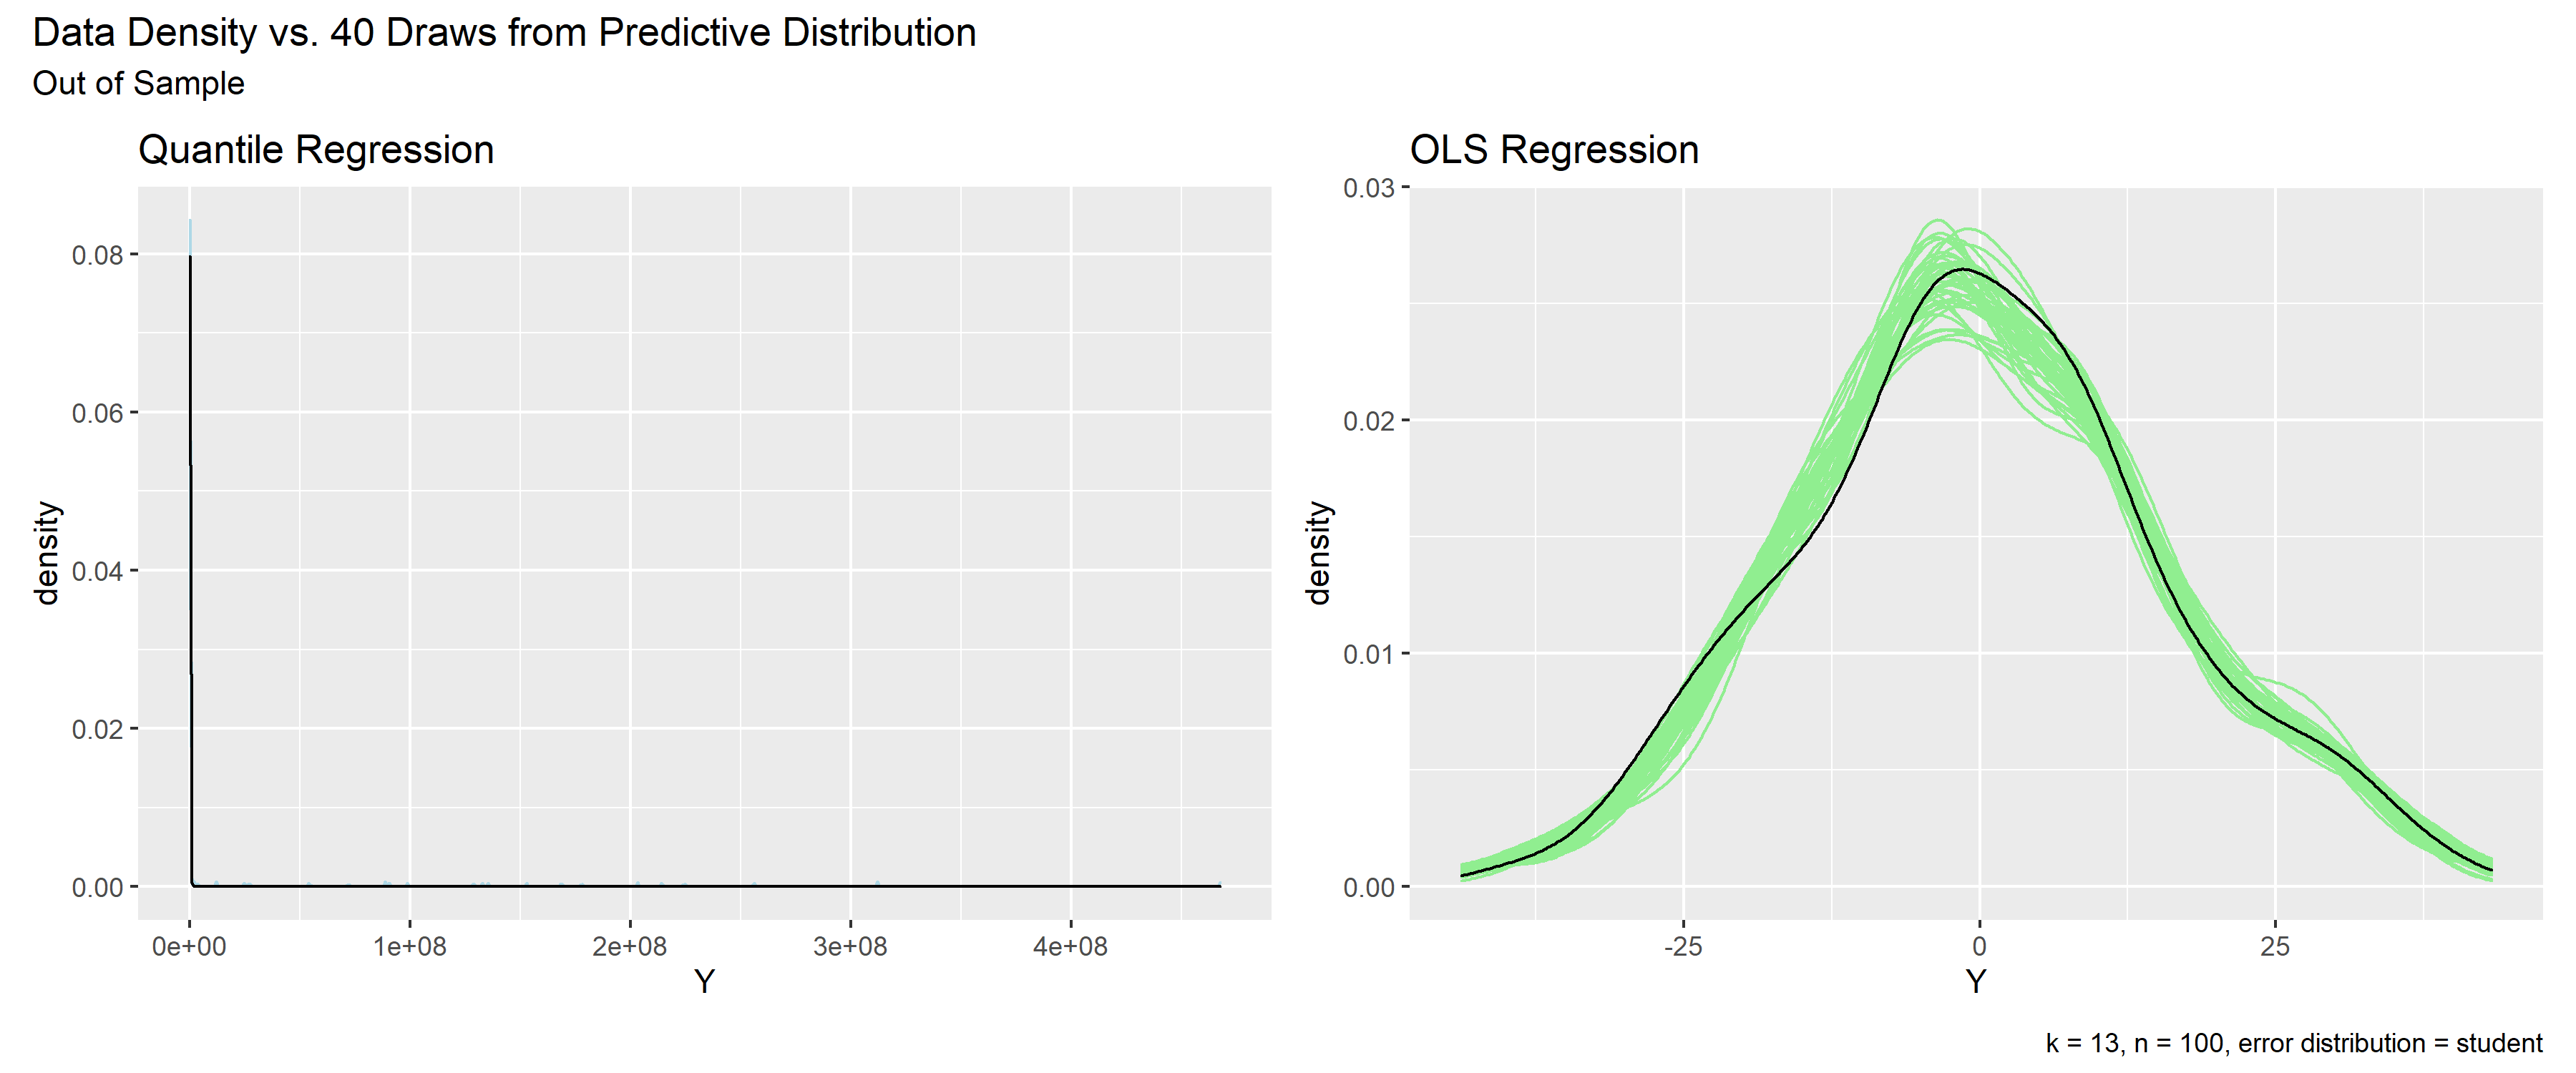 Data Density vs. 40 Draws from Predictive Distribution
Out of Sample
Quantile Regression
density
0.08
0.06
0.04
0.02
0.00
0e+00 1e+08 2e+08 3e+08 4e+08
Y
OLS Regression
density
0.03
0.02
0.01
0.00
-25 0 25
Y
k = 13, n = 100, error distribution = student